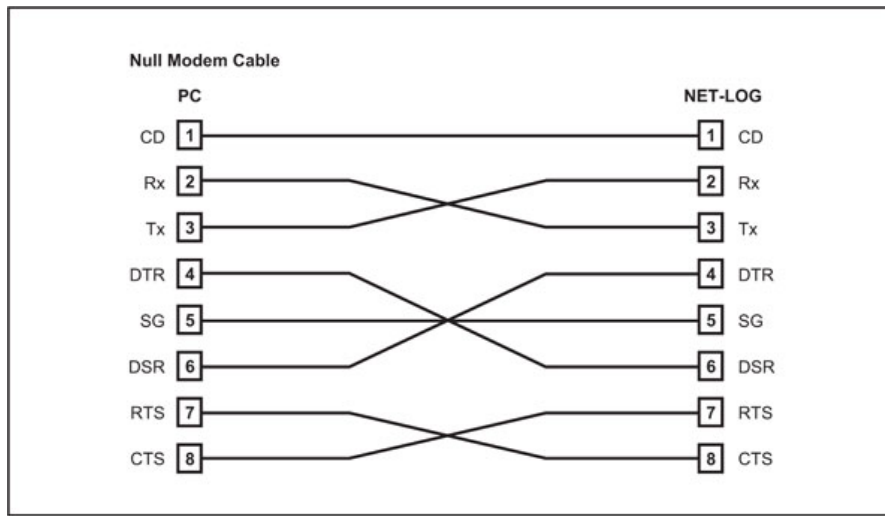 Null Modem Cable
PC NET-LOG
CD 1 1 CD
Rx 2 2 Rx
Tx 3 3 Tx
DTR 4 4 DTR
SG 5 5 SG
DSR 6 6 DSR
RTS 7 7 RTS
CTS 8 8 CTS